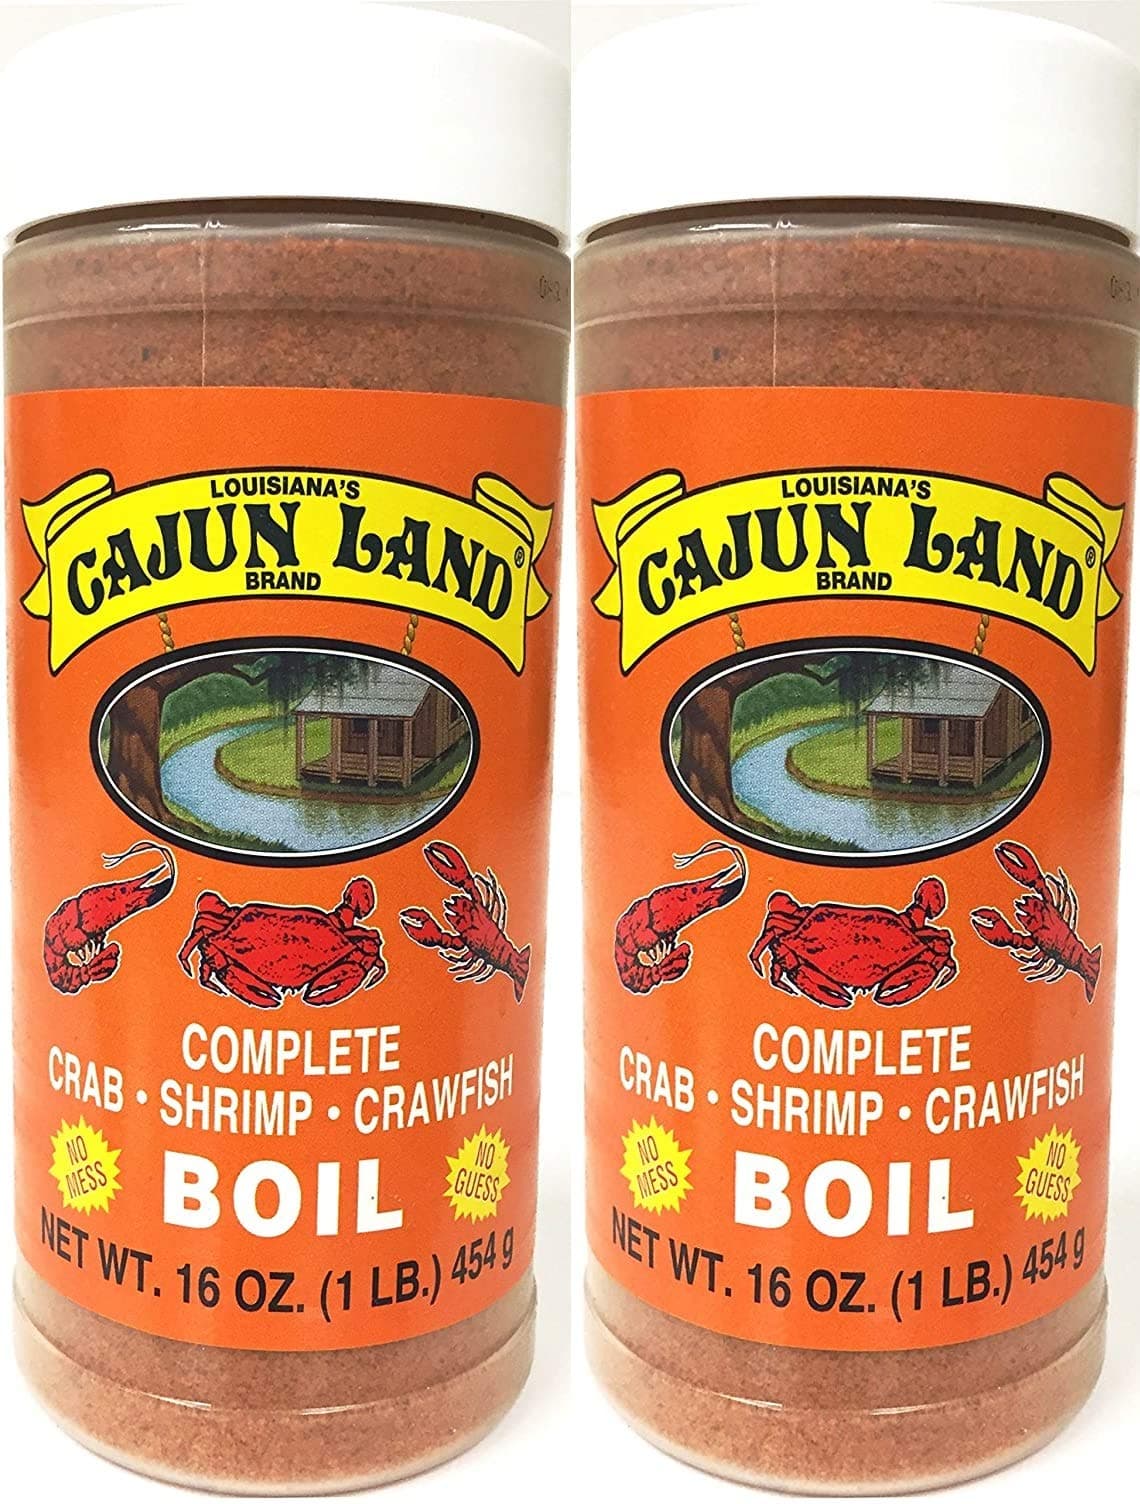 LOUISIANA'S
CAJUN LAND®
BRAND
COMPLETE
CRAB • SHRIMP • CRAWFISH
NO
MESS
BOIL
NO
GUESS
NET WT. 16 OZ. (1 LB.) 454 g
LOUISIANA'S
CAJUN LAND®
BRAND
COMPLETE
CRAB • SHRIMP • CRAWFISH
NO
MESS
BOIL
NO
GUESS
NET WT. 16 OZ. (1 LB.) 454 g